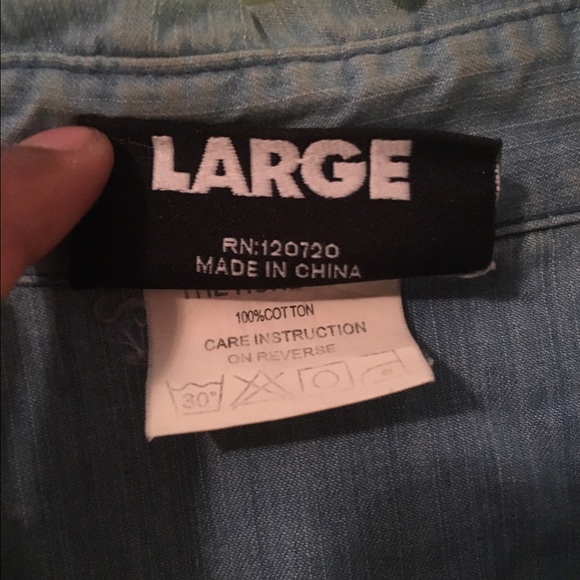 LARGE
RN:120720
MADE IN CHINA
100%COTTON
CARE INSTRUCTION
ON REVERSE
30°